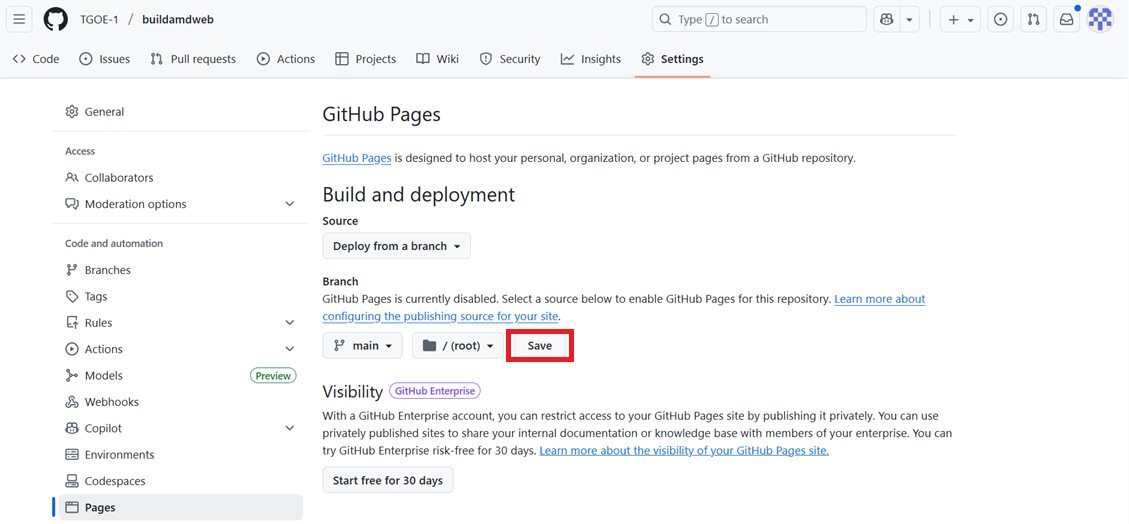 TGOE-1 / buildamdweb
Type / to search
Code
Issues
Pull requests
Actions
Projects
Wiki
Security
Insights
Settings
General
Access
Collaborators
Moderation options
Code and automation
Branches
Tags
Rules
Actions
Models Preview
Webhooks
Copilot
Environments
Codespaces
Pages
GitHub Pages
GitHub Pages is designed to host your personal, organization, or project pages from a GitHub repository.
Build and deployment
Source
Deploy from a branch
Branch
GitHub Pages is currently disabled. Select a source below to enable GitHub Pages for this repository. Learn more about
configuring the publishing source for your site.
main
/ (root)
Save
Visibility GitHub Enterprise
With a GitHub Enterprise account, you can restrict access to your GitHub Pages site by publishing it privately. You can use
privately published sites to share your internal documentation or knowledge base with members of your enterprise. You can
try GitHub Enterprise risk-free for 30 days. Learn more about the visibility of your GitHub Pages site.
Start free for 30 days